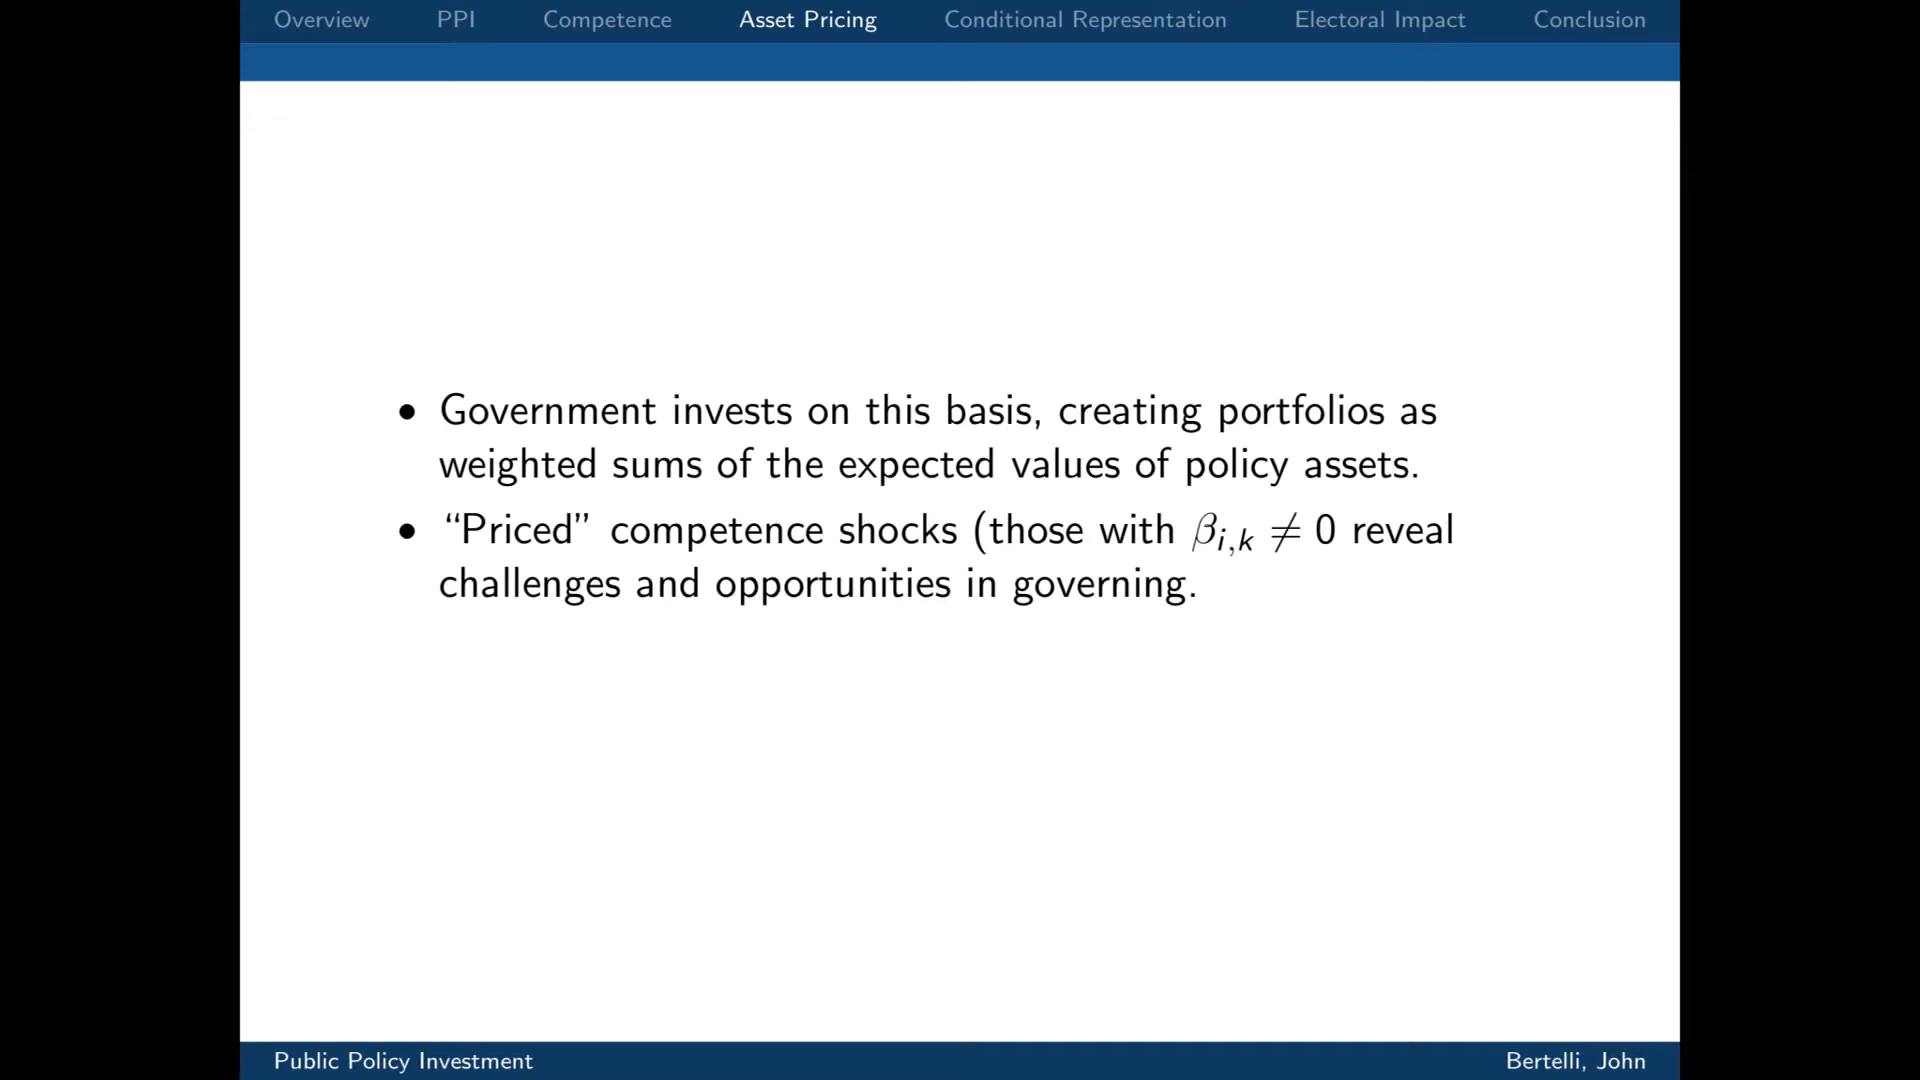 Overview PPI Competence Asset Pricing Conditional Representation Electoral Impact Conclusion
• Government invests on this basis, creating portfolios as
weighted sums of the expected values of policy assets.
• “Priced” competence shocks (those with βi,k ≠ 0 reveal
challenges and opportunities in governing.
Public Policy Investment Bertelli, John